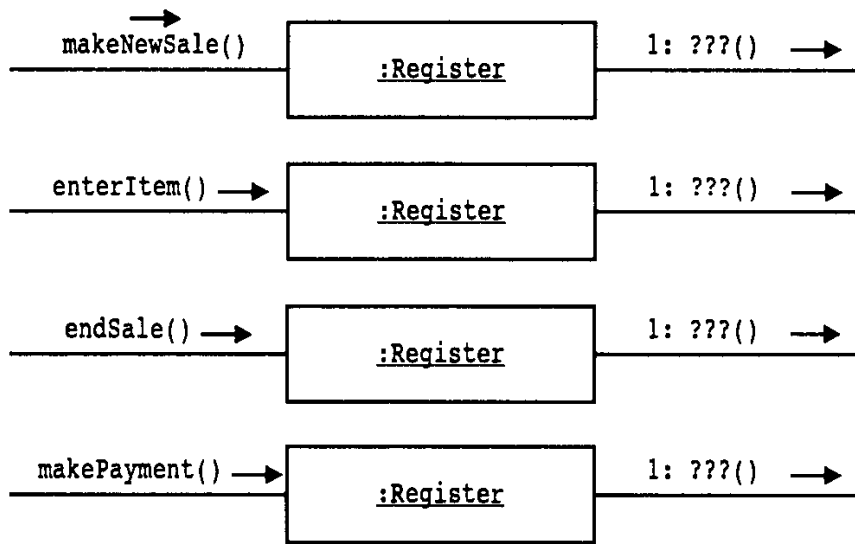 makeNewSale()
:Register
1: ???()
enterItem()
:Register
1: ???()
endSale()
:Register
1: ???()
makePayment()
:Register
1: ???()